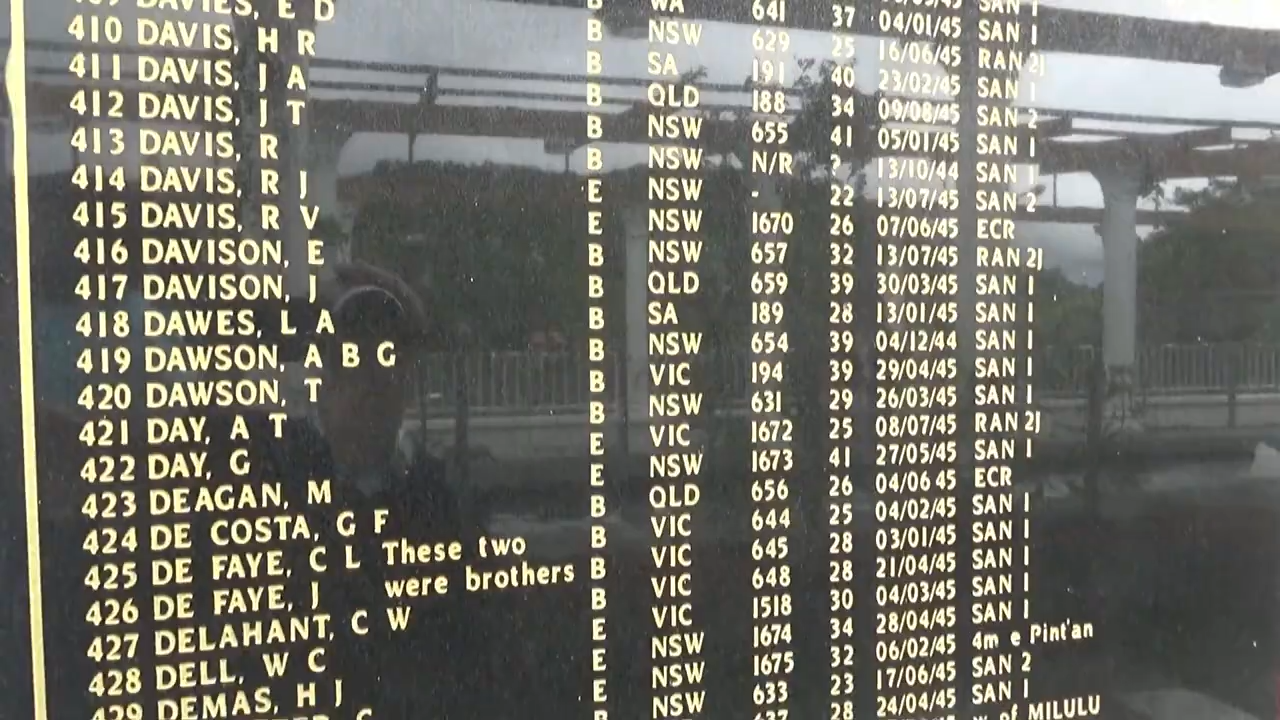 B WA 641 37 04/01/45 SAN 1
409 DAVIES, E D B NSW 629 25 16/06/45 RAN 2J
410 DAVIS, H R B SA 191 40 23/02/45 SAN 1
411 DAVIS, J A B QLD 188 34 09/08/45 SAN 2
412 DAVIS, J T B NSW 655 41 05/01/45 SAN 1
413 DAVIS, R B NSW N/R ? 13/10/44 SAN 1
414 DAVIS, R J E NSW - 22 13/07/45 SAN 2
415 DAVIS, R V E NSW 1670 26 07/06/45 ECR
416 DAVISON, E B NSW 657 32 13/07/45 RAN 2J
417 DAVISON, J B QLD 659 39 30/03/45 SAN 1
418 DAWES, L A B SA 189 28 13/01/45 SAN 1
419 DAWSON, A B G B NSW 654 39 04/12/44 SAN 1
420 DAWSON, T B VIC 194 39 29/04/45 SAN 1
421 DAY, A T B NSW 631 29 26/03/45 SAN 1
422 DAY, G E VIC 1672 25 08/07/45 RAN 2J
423 DEAGAN, M E NSW 1673 41 27/05/45 SAN 1
424 DE COSTA, G F B QLD 656 26 04/06 45 ECR
425 DE FAYE, C L These two B VIC 644 25 04/02/45 SAN 1
426 DE FAYE, J were brothers B VIC 645 28 03/01/45 SAN 1
427 DELAHANT, C W B VIC 648 28 21/04/45 SAN 1
428 DELL, W C E VIC 1518 30 04/03/45 SAN 1
429 DEMAS, H J E NSW 1674 34 28/04/45 SAN 1
E NSW 1675 32 06/02/45 4m e Pint'an
NSW 633 23 17/06/45 SAN 2
637 28 24/04/45 SAN 1
w of MILULU